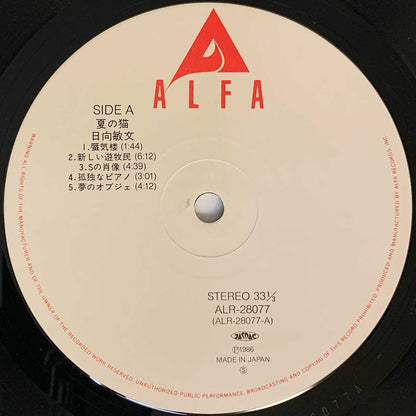 ALFA
SIDE A
夏の猫
日向敏文
1.蜃気楼 (1:44)
2.新しい遊牧民 (6:12)
3.Sの肖像 (4:39)
4.孤独なピアノ (3:01)
5.夢のオブジェ (4:12)
STEREO 33⅓
ALR-28077
(ALR-28077-A)
JASRAC
Ⓟ1986
MADE IN JAPAN
Ⓢ
PRODUCED AND MANUFACTURED BY ALFA RECORDS, INC.
WARNING: ALL RIGHTS OF THE MANUFACTURER AND OF THE OWNER OF THE RECORDED WORK RESERVED. UNAUTHORIZED PUBLIC PERFORMANCE, BROADCASTING AND COPYING OF THIS RECORD PROHIBITED.